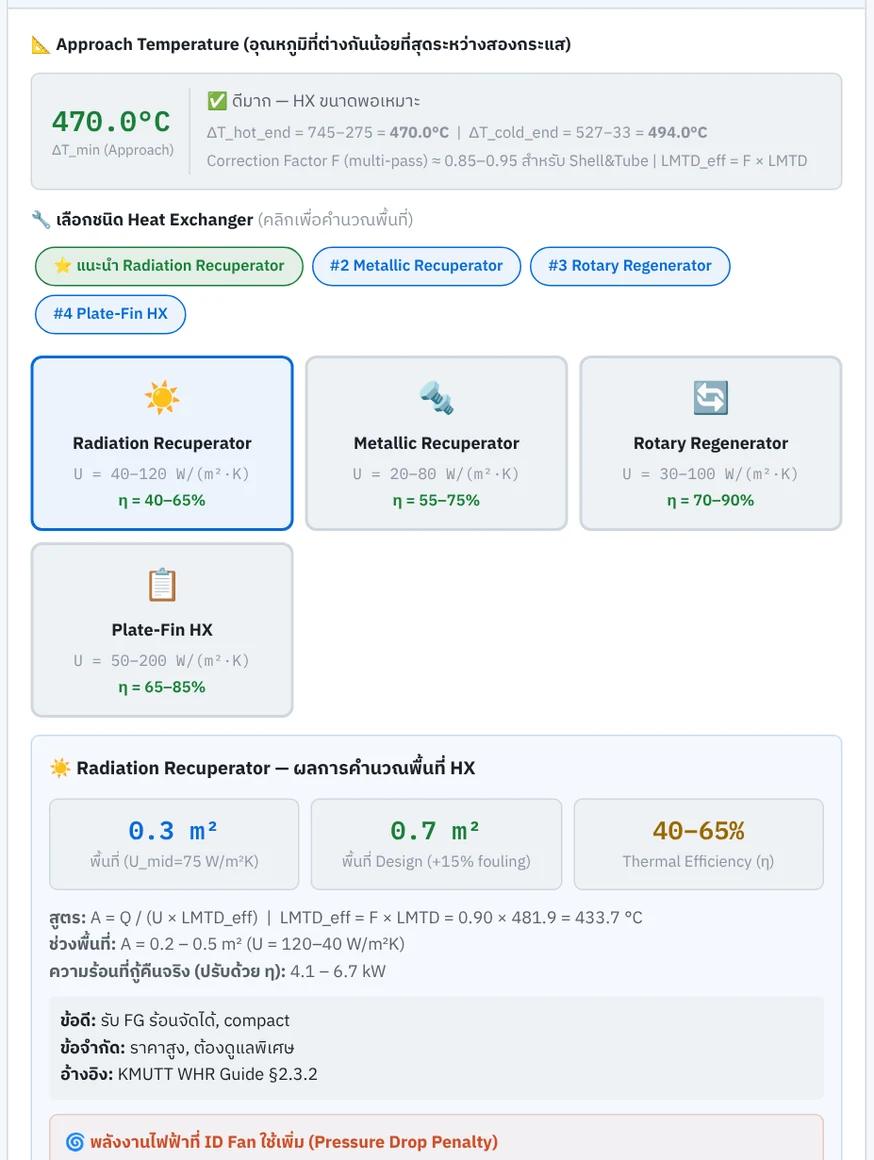 📐 Approach Temperature (อุณหภูมิที่ต่างกันน้อยที่สุดระหว่างสองกระแส)
470.0°C
ΔT_min (Approach)
✅ ดีมาก — HX ขนาดพอเหมาะ
ΔT_hot_end = 745−275 = 470.0°C | ΔT_cold_end = 527−33 = 494.0°C
Correction Factor F (multi-pass) ≈ 0.85–0.95 สำหรับ Shell&Tube | LMTD_eff = F × LMTD
🔧 เลือกชนิด Heat Exchanger (คลิกเพื่อคำนวณพื้นที่)
⭐ แนะนำ Radiation Recuperator
#2 Metallic Recuperator
#3 Rotary Regenerator
#4 Plate-Fin HX
Radiation Recuperator
U = 40–120 W/(m²·K)
η = 40–65%
Metallic Recuperator
U = 20–80 W/(m²·K)
η = 55–75%
Rotary Regenerator
U = 30–100 W/(m²·K)
η = 70–90%
Plate-Fin HX
U = 50–200 W/(m²·K)
η = 65–85%
☀️ Radiation Recuperator — ผลการคำนวณพื้นที่ HX
0.3 m²
พื้นที่ (U_mid=75 W/m²K)
0.7 m²
พื้นที่ Design (+15% fouling)
40–65%
Thermal Efficiency (η)
สูตร: A = Q / (U × LMTD_eff) | LMTD_eff = F × LMTD = 0.90 × 481.9 = 433.7 °C
ช่วงพื้นที่: A = 0.2 – 0.5 m² (U = 120–40 W/m²K)
ความร้อนที่กู้คืนจริง (ปรับด้วย η): 4.1 – 6.7 kW
ข้อดี: รับ FG ร้อนจัดได้, compact
ข้อจำกัด: ราคาสูง, ต้องดูแลพิเศษ
อ้างอิง: KMUTT WHR Guide §2.3.2
🌀 พลังงานไฟฟ้าที่ ID Fan ใช้เพิ่ม (Pressure Drop Penalty)